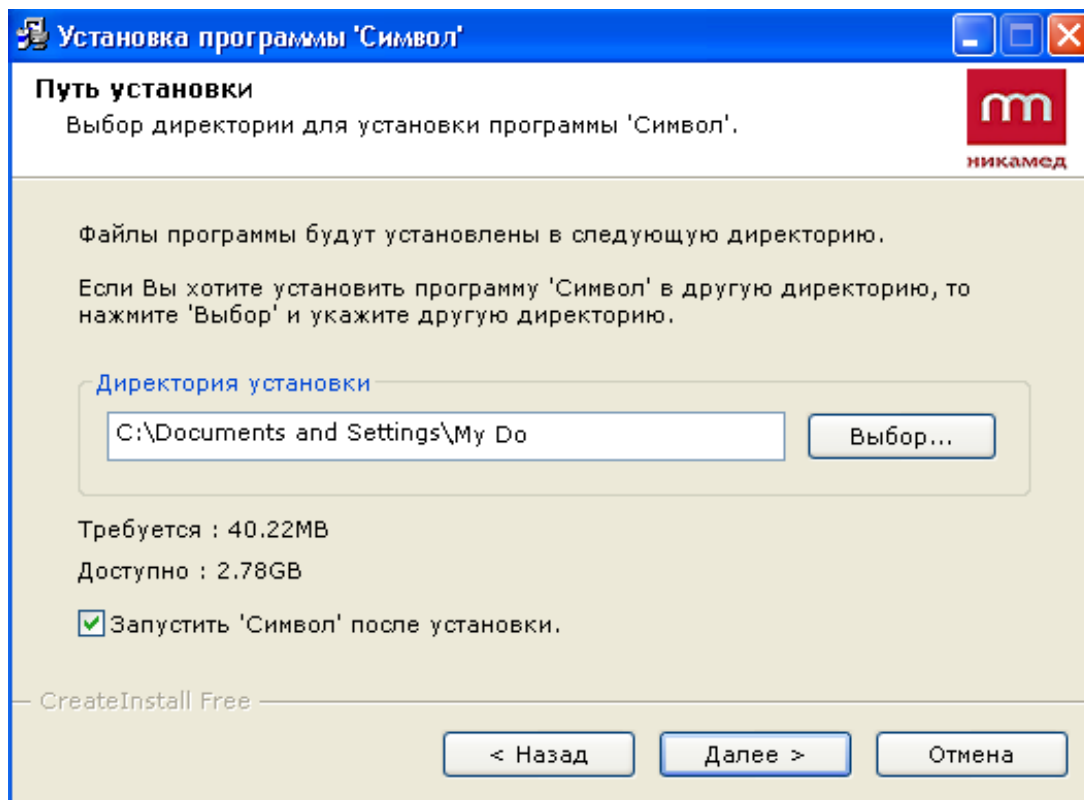 Установка программы 'Символ'
Путь установки
Выбор директории для установки программы 'Символ'.
никамед
Файлы программы будут установлены в следующую директорию.
Если Вы хотите установить программу 'Символ' в другую директорию, то
нажмите 'Выбор' и укажите другую директорию.
Директория установки
C:\Documents and Settings\My Do
Выбор...
Требуется : 40.22MB
Доступно : 2.78GB
Запустить 'Символ' после установки.
CreateInstall Free
< Назад
Далее >
Отмена